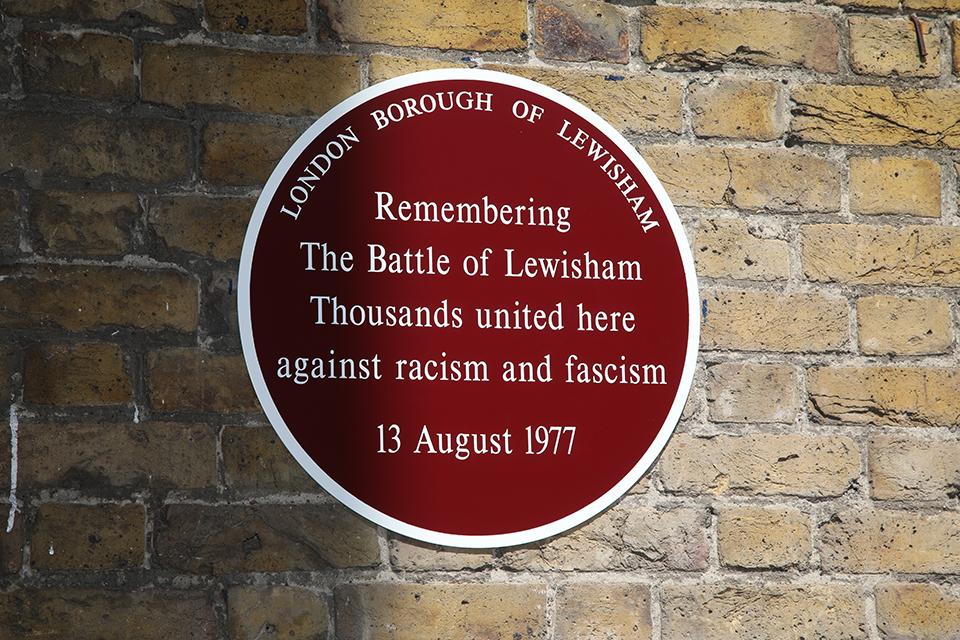 LONDON BOROUGH OF LEWISHAM
Remembering
The Battle of Lewisham
Thousands united here
against racism and fascism
13 August 1977